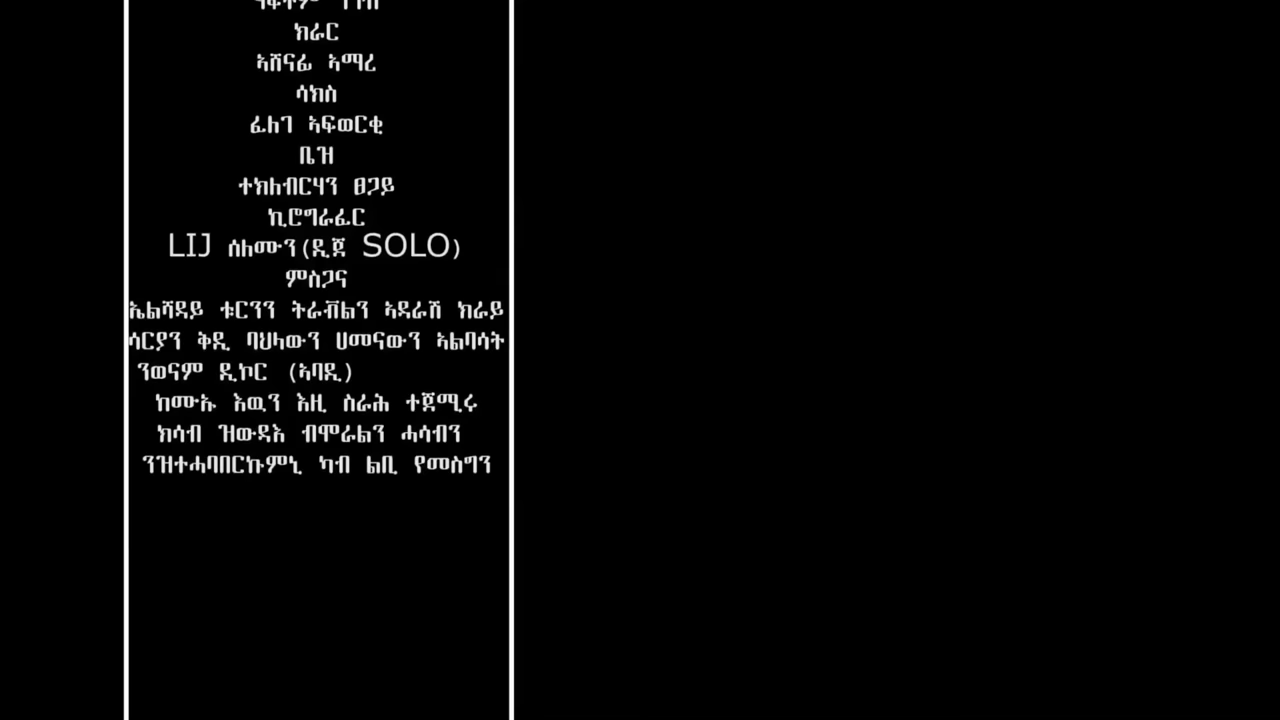 ክራር
ኣሸናፊ ኣማረ
ሳክስ
ፈለገ ኣፍወርቂ
ቤዝ
ተክለብርሃን ፀጋይ
ኪሮግራፈር
LIJ ሰለሙን(ዲጀ SOLO)
ምስጋና
ኤልሻዳይ ቱርንን ትራቭልን ኣዳራሽ ክራይ
ሳርያን ቅዲ ባህላውን ሀመናውን ኣልባሳት
ንወናም ዲኮር (ኣባዲ)
ከሙኡ እዉን እዚ ስራሕ ተጀሚሩ
ክሳብ ዝውዳእ ብሞራልን ሓሳብን
ንዝተሓባበርኩምኒ ካብ ልቢ የመስግን